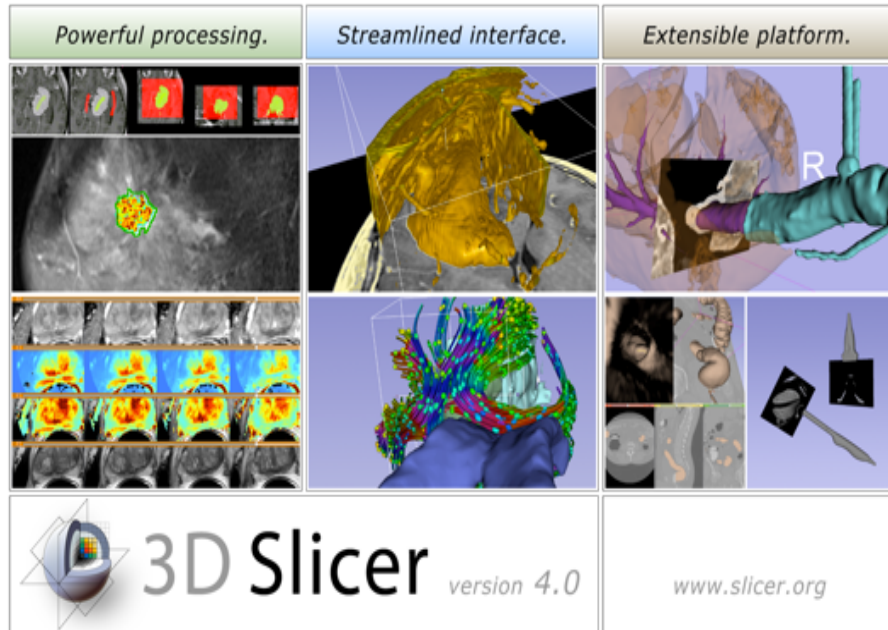 Powerful processing.
Streamlined interface.
Extensible platform.
R
3D Slicer version 4.0
www.slicer.org